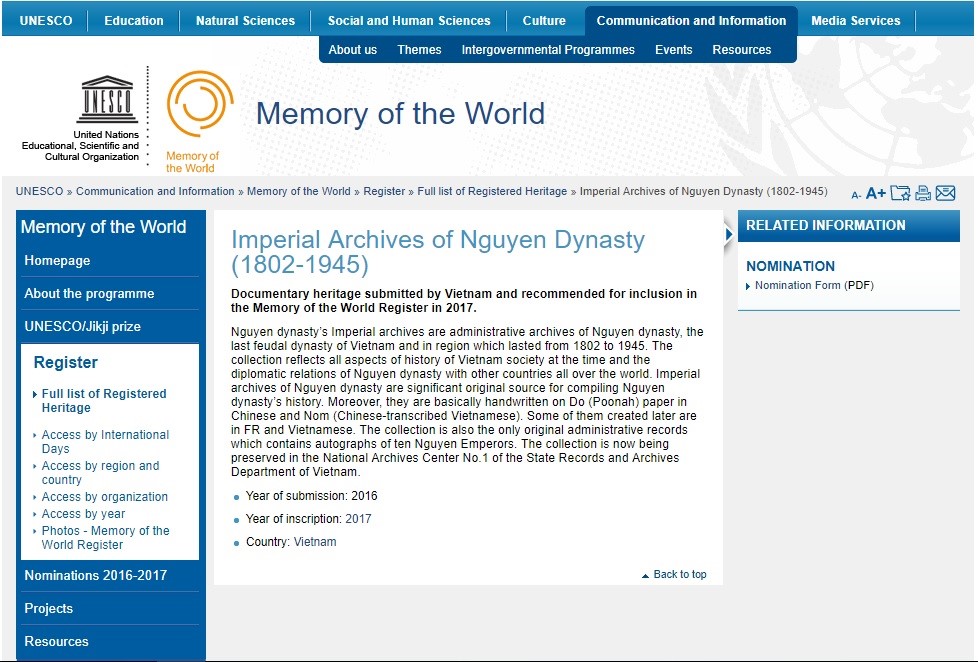 UNESCO
Education
Natural Sciences
Social and Human Sciences
Culture
Communication and Information
Media Services
About us
Themes
Intergovernmental Programmes
Events
Resources
UNESCO
United Nations
Educational, Scientific and
Cultural Organization
Memory of
the World
Memory of the World
UNESCO » Communication and Information » Memory of the World » Register » Full list of Registered Heritage » Imperial Archives of Nguyen Dynasty (1802-1945)
A- A+
Memory of the World
Homepage
About the programme
UNESCO/Jikji prize
Register
Full list of Registered
Heritage
Access by International
Days
Access by region and
country
Access by organization
Access by year
Photos - Memory of the
World Register
Nominations 2016-2017
Projects
Resources
Imperial Archives of Nguyen Dynasty
(1802-1945)
Documentary heritage submitted by Vietnam and recommended for inclusion in
the Memory of the World Register in 2017.
Nguyen dynasty's Imperial archives are administrative archives of Nguyen dynasty, the
last feudal dynasty of Vietnam and in region which lasted from 1802 to 1945. The
collection reflects all aspects of history of Vietnam society at the time and the
diplomatic relations of Nguyen dynasty with other countries all over the world. Imperial
archives of Nguyen dynasty are significant original source for compiling Nguyen
dynasty's history. Moreover, they are basically handwritten on Do (Poonah) paper in
Chinese and Nom (Chinese-transcribed Vietnamese). Some of them created later are
in FR and Vietnamese. The collection is also the only original administrative records
which contains autographs of ten Nguyen Emperors. The collection is now being
preserved in the National Archives Center No.1 of the State Records and Archives
Department of Vietnam.
Year of submission: 2016
Year of inscription: 2017
Country: Vietnam
Back to top
RELATED INFORMATION
NOMINATION
Nomination Form (PDF)